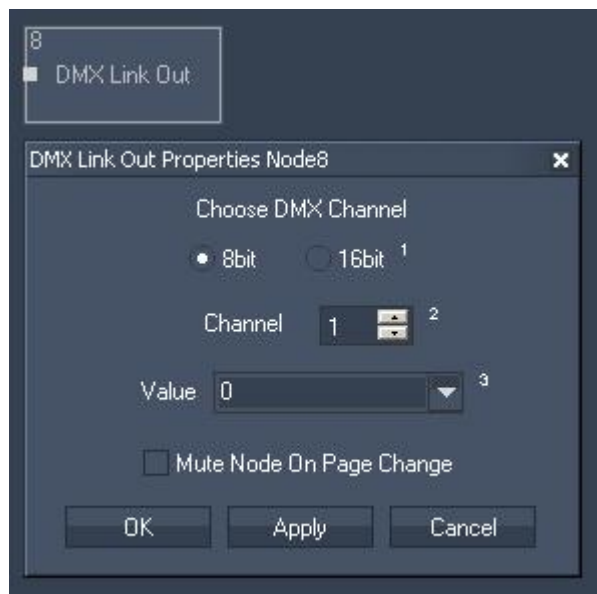 8
DMX Link Out
DMX Link Out Properties Node8
Choose DMX Channel
8bit 16bit 1
Channel 1 2
Value 0 3
Mute Node On Page Change
OK Apply Cancel